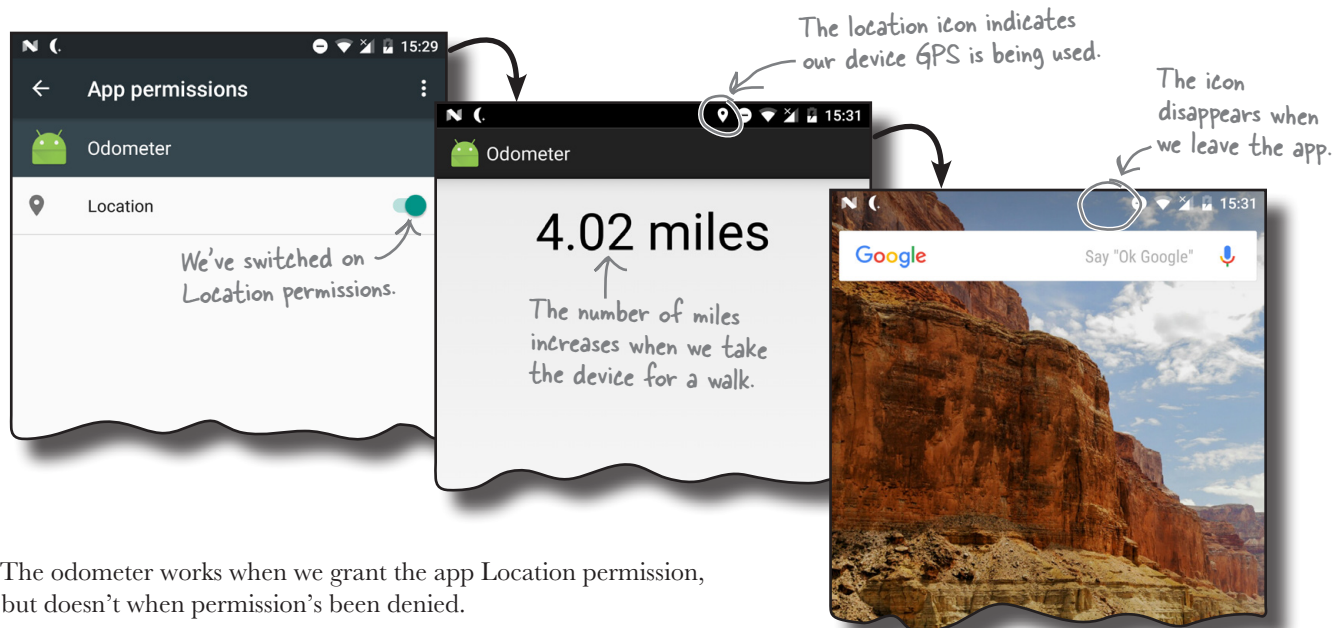 The location icon indicates
our device GPS is being used.
The icon
disappears when
we leave the app.
15:29
App permissions
Odometer
Location
We've switched on
Location permissions.
15:31
Odometer
4.02 miles
The number of miles
increases when we take
the device for a walk.
15:31
Google
Say "Ok Google"
The odometer works when we grant the app Location permission,
but doesn't when permission's been denied.